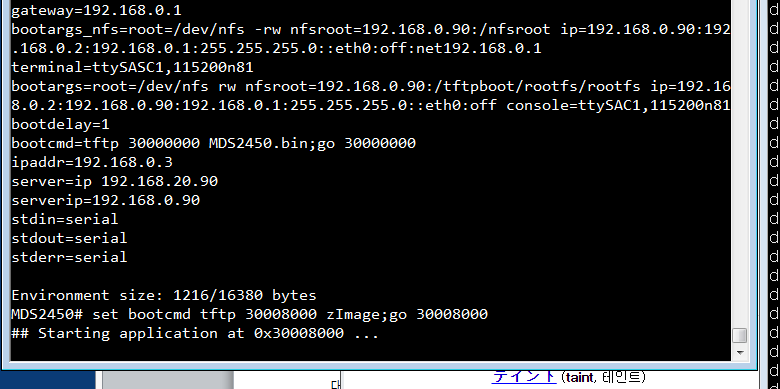 gateway=192.168.0.1
bootargs_nfs=root=/dev/nfs -rw nfsroot=192.168.0.90:/nfsroot ip=192.168.0.90:192
.168.0.2:192.168.0.1:255.255.255.0::eth0:off:net192.168.0.1
terminal=ttySASC1,115200n81
bootargs=root=/dev/nfs rw nfsroot=192.168.0.90:/tftpboot/rootfs/rootfs ip=192.16
8.0.2:192.168.0.90:192.168.0.1:255.255.255.0::eth0:off console=ttySAC1,115200n81
bootdelay=1
bootcmd=tftp 30000000 MDS2450.bin;go 30000000
ipaddr=192.168.0.3
server=ip 192.168.20.90
serverip=192.168.0.90
stdin=serial
stdout=serial
stderr=serial
Environment size: 1216/16380 bytes
MDS2450# set bootcmd tftp 30008000 zImage;go 30008000
## Starting application at 0x30008000 ...
テイント (taint, 테인트)